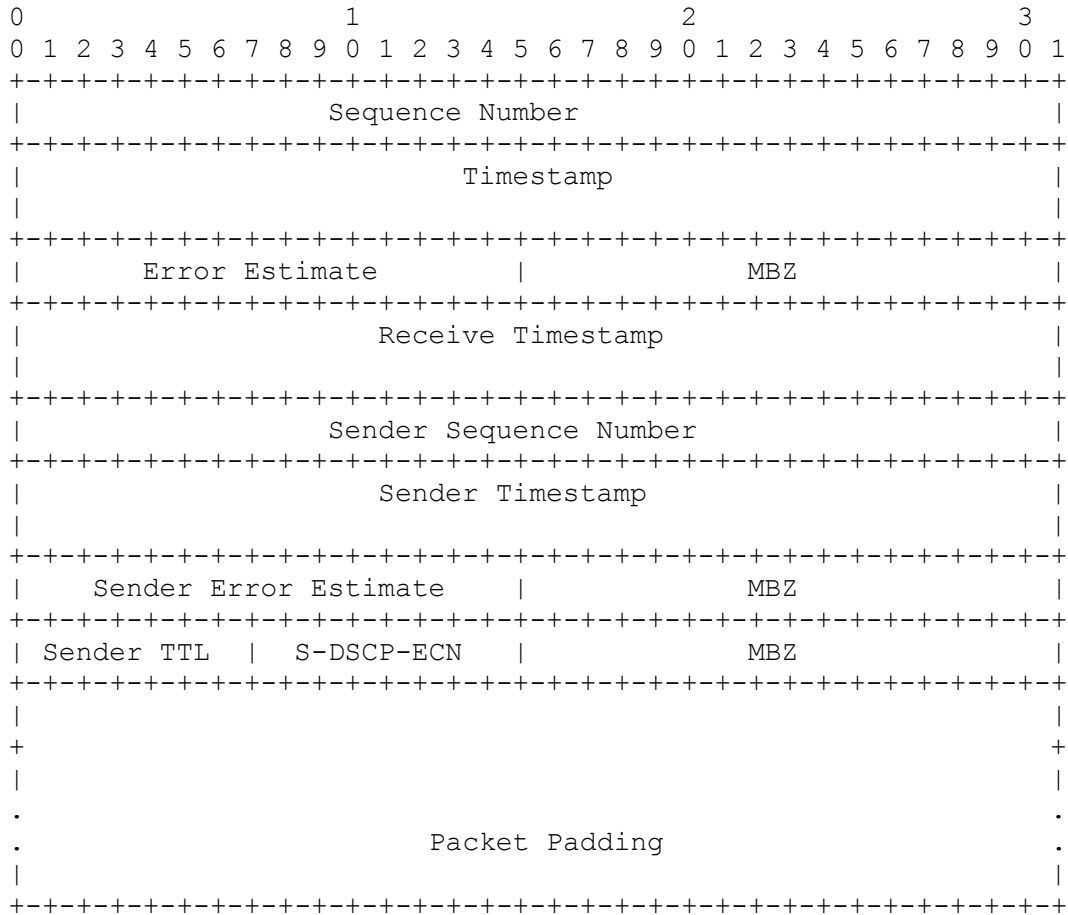 0                   1                   2                   3
0 1 2 3 4 5 6 7 8 9 0 1 2 3 4 5 6 7 8 9 0 1 2 3 4 5 6 7 8 9 0 1
+-+-+-+-+-+-+-+-+-+-+-+-+-+-+-+-+-+-+-+-+-+-+-+-+-+-+-+-+-+-+-+
|                  Sequence Number                            |
+-+-+-+-+-+-+-+-+-+-+-+-+-+-+-+-+-+-+-+-+-+-+-+-+-+-+-+-+-+-+-+
|                          Timestamp                          |
|                                                             |
+-+-+-+-+-+-+-+-+-+-+-+-+-+-+-+-+-+-+-+-+-+-+-+-+-+-+-+-+-+-+-+
|       Error Estimate        |             MBZ               |
+-+-+-+-+-+-+-+-+-+-+-+-+-+-+-+-+-+-+-+-+-+-+-+-+-+-+-+-+-+-+-+
|                     Receive Timestamp                       |
|                                                             |
+-+-+-+-+-+-+-+-+-+-+-+-+-+-+-+-+-+-+-+-+-+-+-+-+-+-+-+-+-+-+-+
|                  Sender Sequence Number                     |
+-+-+-+-+-+-+-+-+-+-+-+-+-+-+-+-+-+-+-+-+-+-+-+-+-+-+-+-+-+-+-+
|                     Sender Timestamp                        |
|                                                             |
+-+-+-+-+-+-+-+-+-+-+-+-+-+-+-+-+-+-+-+-+-+-+-+-+-+-+-+-+-+-+-+
|    Sender Error Estimate    |             MBZ               |
+-+-+-+-+-+-+-+-+-+-+-+-+-+-+-+-+-+-+-+-+-+-+-+-+-+-+-+-+-+-+-+
| Sender TTL  |  S-DSCP-ECN   |             MBZ               |
+-+-+-+-+-+-+-+-+-+-+-+-+-+-+-+-+-+-+-+-+-+-+-+-+-+-+-+-+-+-+-+
|                                                             |
+                                                             +
|                                                             |
.                                                             .
.                        Packet Padding                       .
|                                                             |
+-+-+-+-+-+-+-+-+-+-+-+-+-+-+-+-+-+-+-+-+-+-+-+-+-+-+-+-+-+-+-+